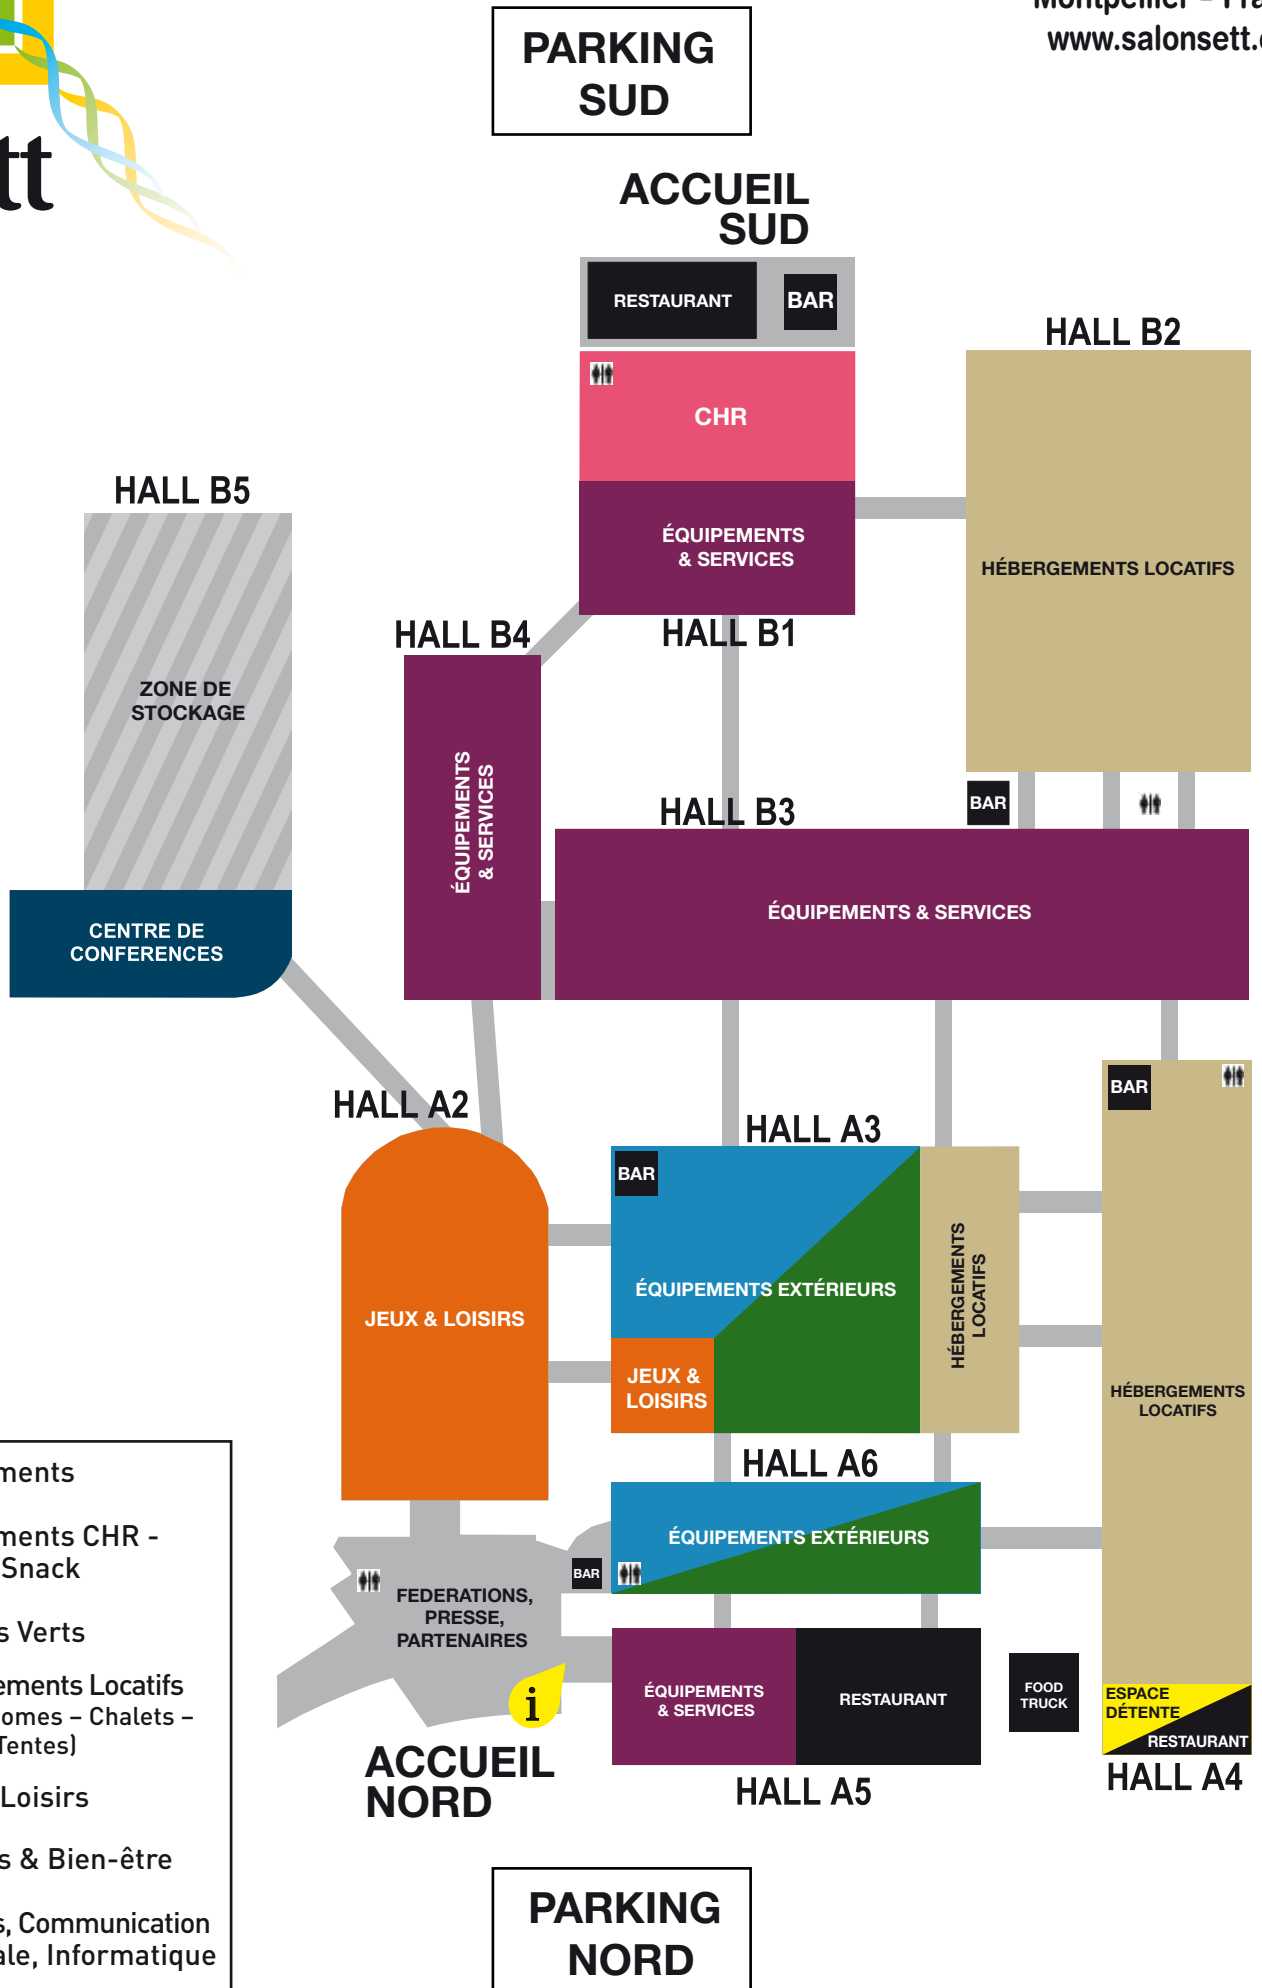 Montpellier – Fra
www.salonsett.
tt
PARKING
SUD
ACCUEIL
SUD
RESTAURANT
BAR
HALL B2
CHR
HALL B5
ÉQUIPEMENTS
& SERVICES
HÉBERGEMENTS LOCATIFS
HALL B4
HALL B1
ZONE DE
STOCKAGE
ÉQUIPEMENTS
& SERVICES
HALL B3
BAR
ÉQUIPEMENTS & SERVICES
CENTRE DE
CONFERENCES
HALL A2
BAR
HALL A3
BAR
ÉQUIPEMENTS EXTÉRIEURS
HÉBERGEMENTS
LOCATIFS
JEUX & LOISIRS
JEUX &
LOISIRS
HÉBERGEMENTS
LOCATIFS
HALL A6
ÉQUIPEMENTS EXTÉRIEURS
BAR
FEDERATIONS,
PRESSE,
PARTENAIRES
i
ÉQUIPEMENTS
& SERVICES
RESTAURANT
FOOD
TRUCK
ESPACE
DÉTENTE
RESTAURANT
ACCUEIL
NORD
HALL A5
HALL A4
ments
ments CHR -
Snack
s Verts
ements Locatifs
omes – Chalets –
Tentes)
Loisirs
s & Bien-être
s, Communication
ale, Informatique
PARKING
NORD